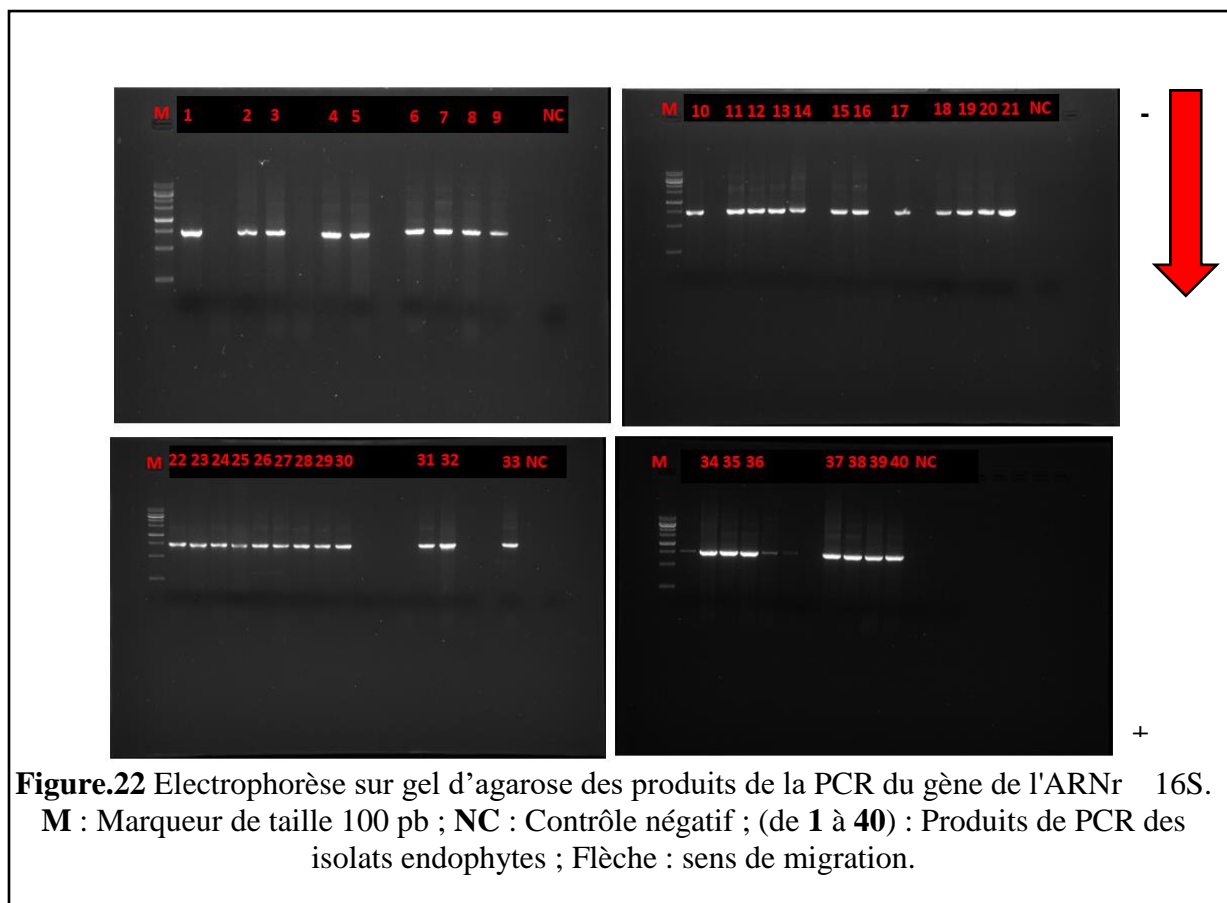 M 1 2 3 4 5 6 7 8 9 NC
M 10 11 12 13 14 15 16 17 18 19 20 21 NC
-
M 22 23 24 25 26 27 28 29 30 31 32 33 NC
M 34 35 36 37 38 39 40 NC
+
Figure.22 Electrophorèse sur gel d’agarose des produits de la PCR du gène de l'ARNr 16S.
M : Marqueur de taille 100 pb ; NC : Contrôle négatif ; (de 1 à 40) : Produits de PCR des
isolats endophytes ; Flèche : sens de migration.